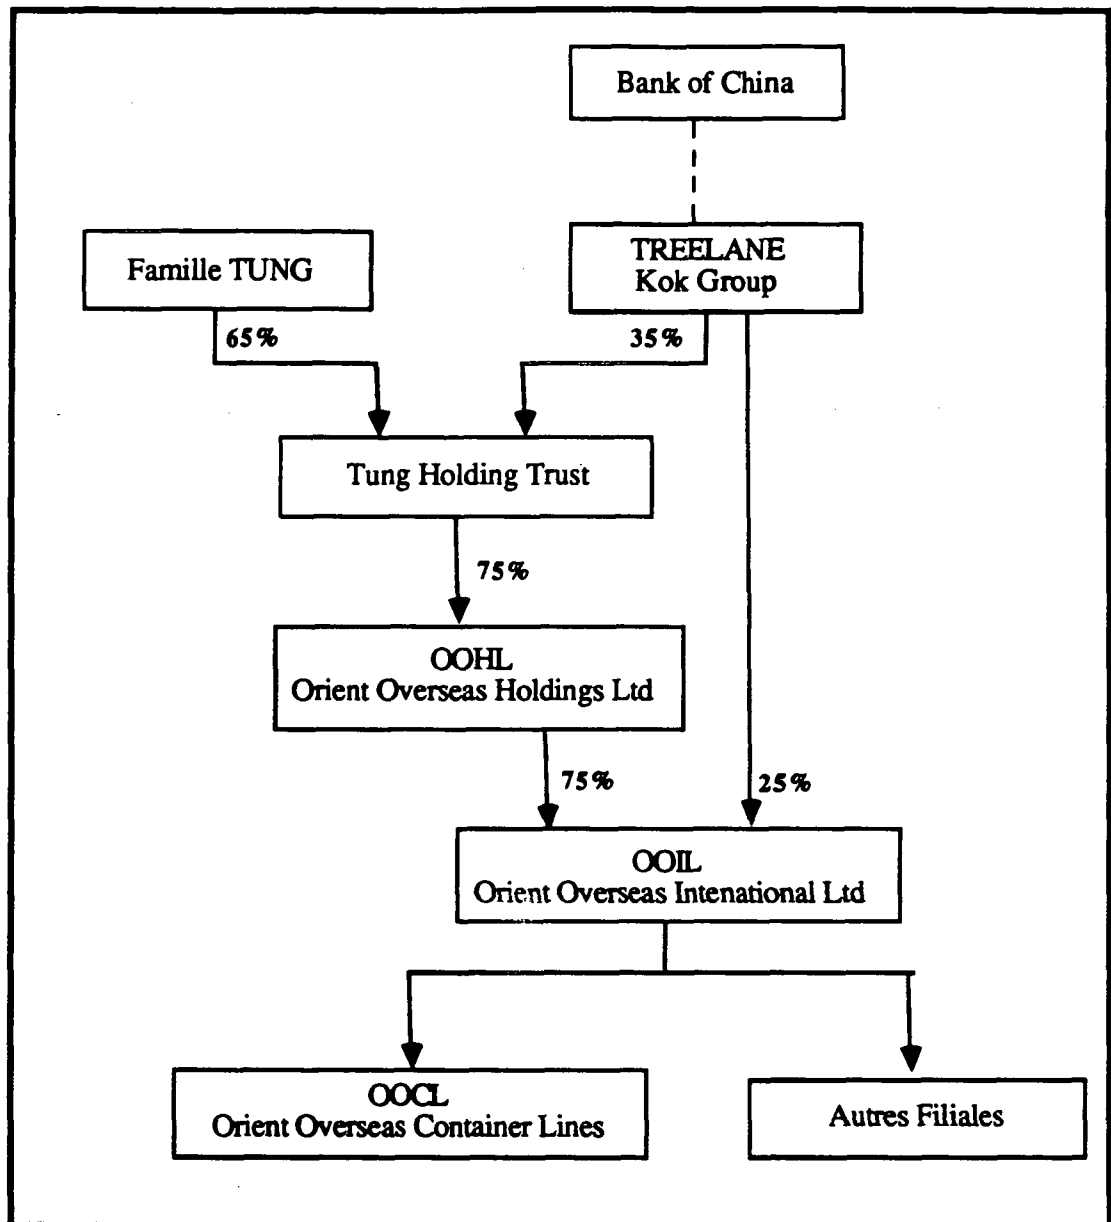 Bank of China
TREELANE
Kok Group
Famille TUNG
65%
35%
Tung Holding Trust
75%
OOHL
Orient Overseas Holdings Ltd
75%
25%
OOIL
Orient Overseas Intenational Ltd
OOCL
Orient Overseas Container Lines
Autres Filiales